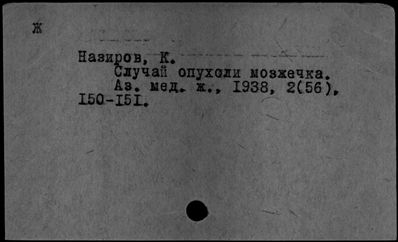 Ж
Назиров, К.
Случай опухоли мозжечка.
Аз. мед. ж., 1938, 2(56),
150-151.